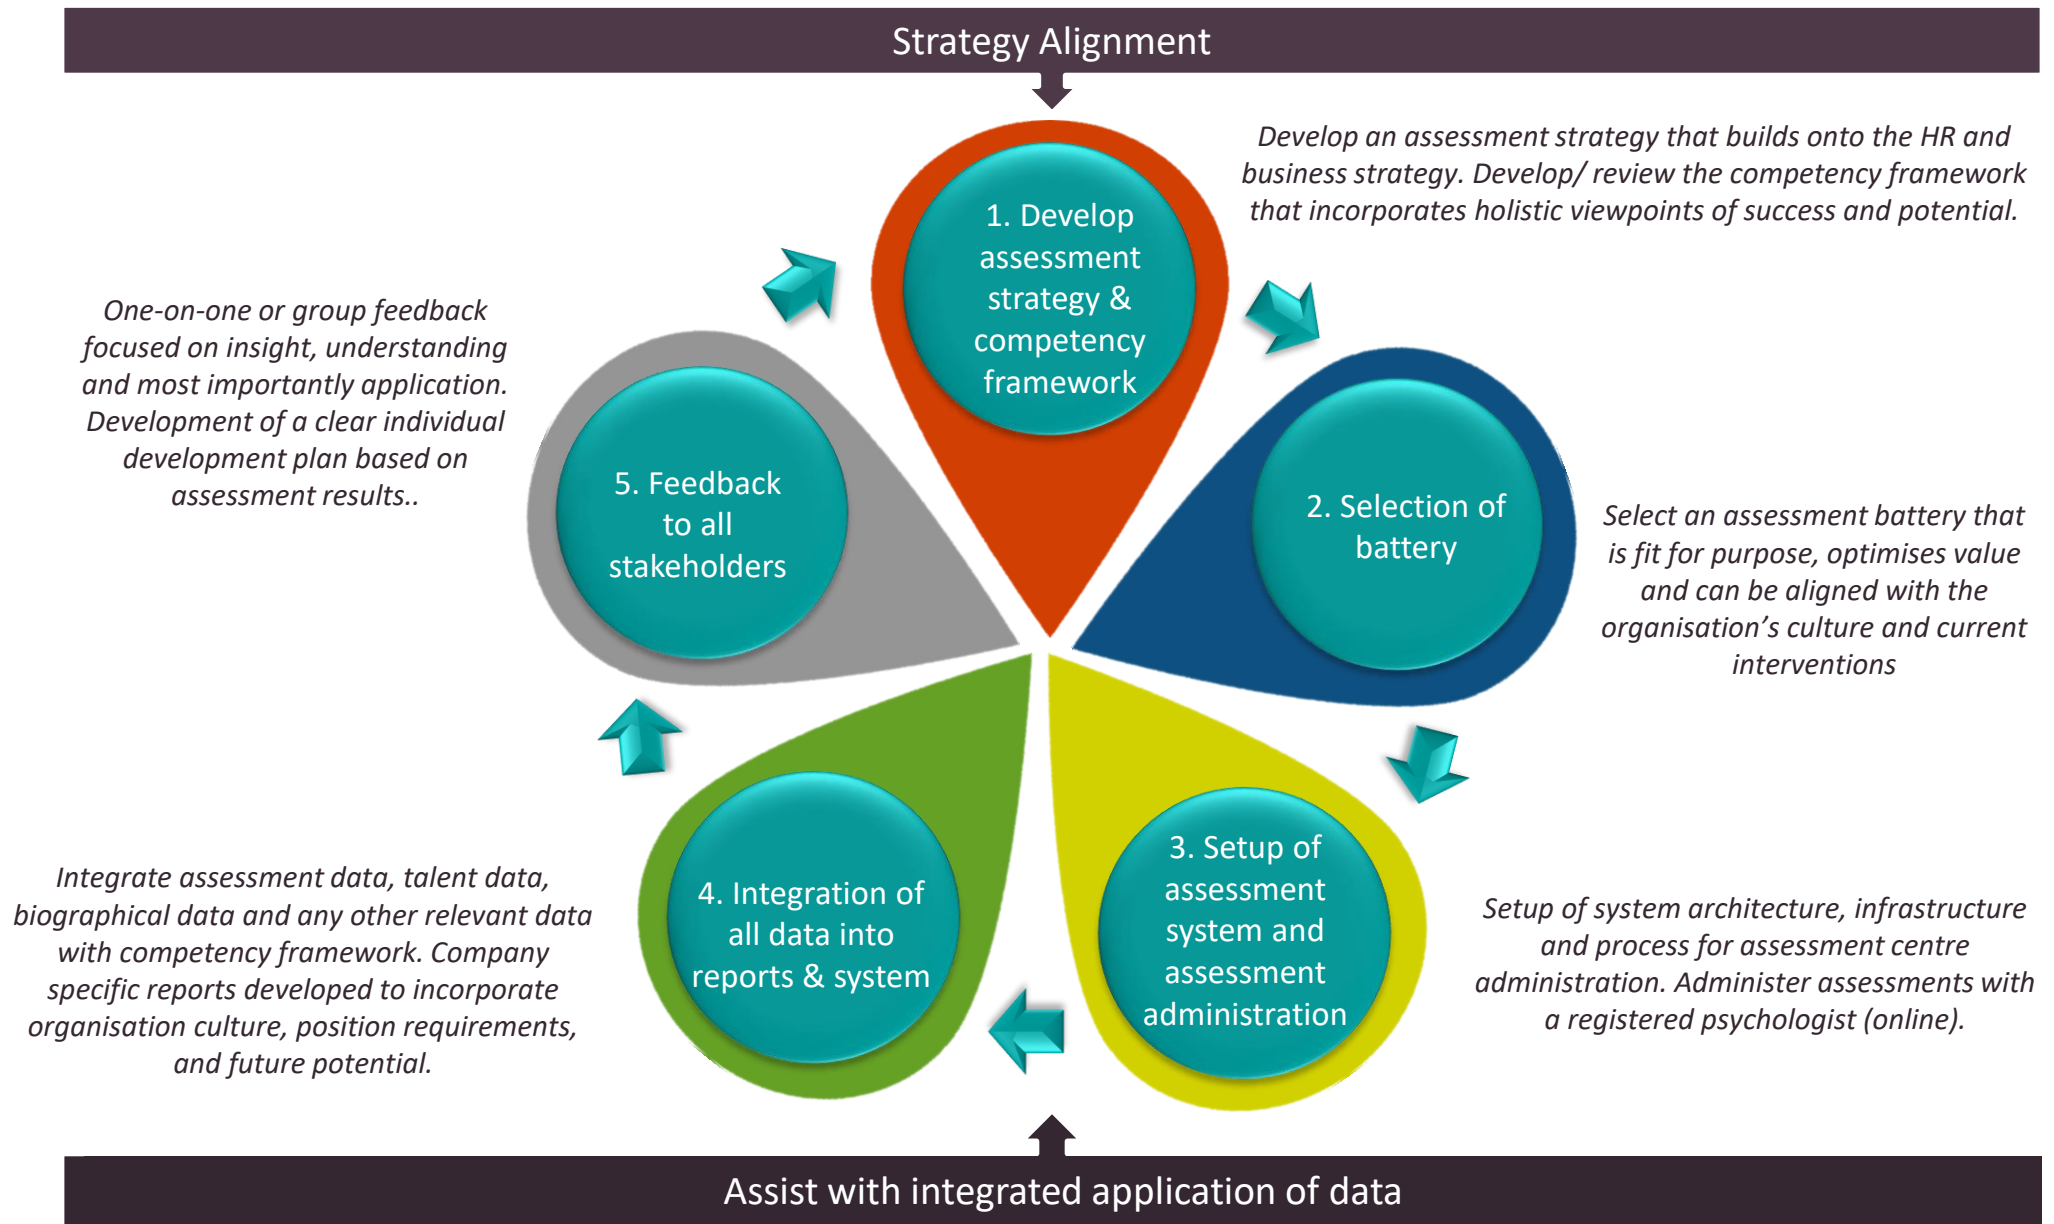 Strategy Alignment
1. Develop
assessment
strategy &
competency
framework
Develop an assessment strategy that builds onto the HR and
business strategy. Develop/ review the competency framework
that incorporates holistic viewpoints of success and potential.
2. Selection of
battery
Select an assessment battery that
is fit for purpose, optimises value
and can be aligned with the
organisation’s culture and current
interventions
3. Setup of
assessment
system and
assessment
administration
Setup of system architecture, infrastructure
and process for assessment centre
administration. Administer assessments with
a registered psychologist (online).
4. Integration of
all data into
reports & system
Integrate assessment data, talent data,
biographical data and any other relevant data
with competency framework. Company
specific reports developed to incorporate
organisation culture, position requirements,
and future potential.
5. Feedback
to all
stakeholders
One-on-one or group feedback
focused on insight, understanding
and most importantly application.
Development of a clear individual
development plan based on
assessment results..
Assist with integrated application of data